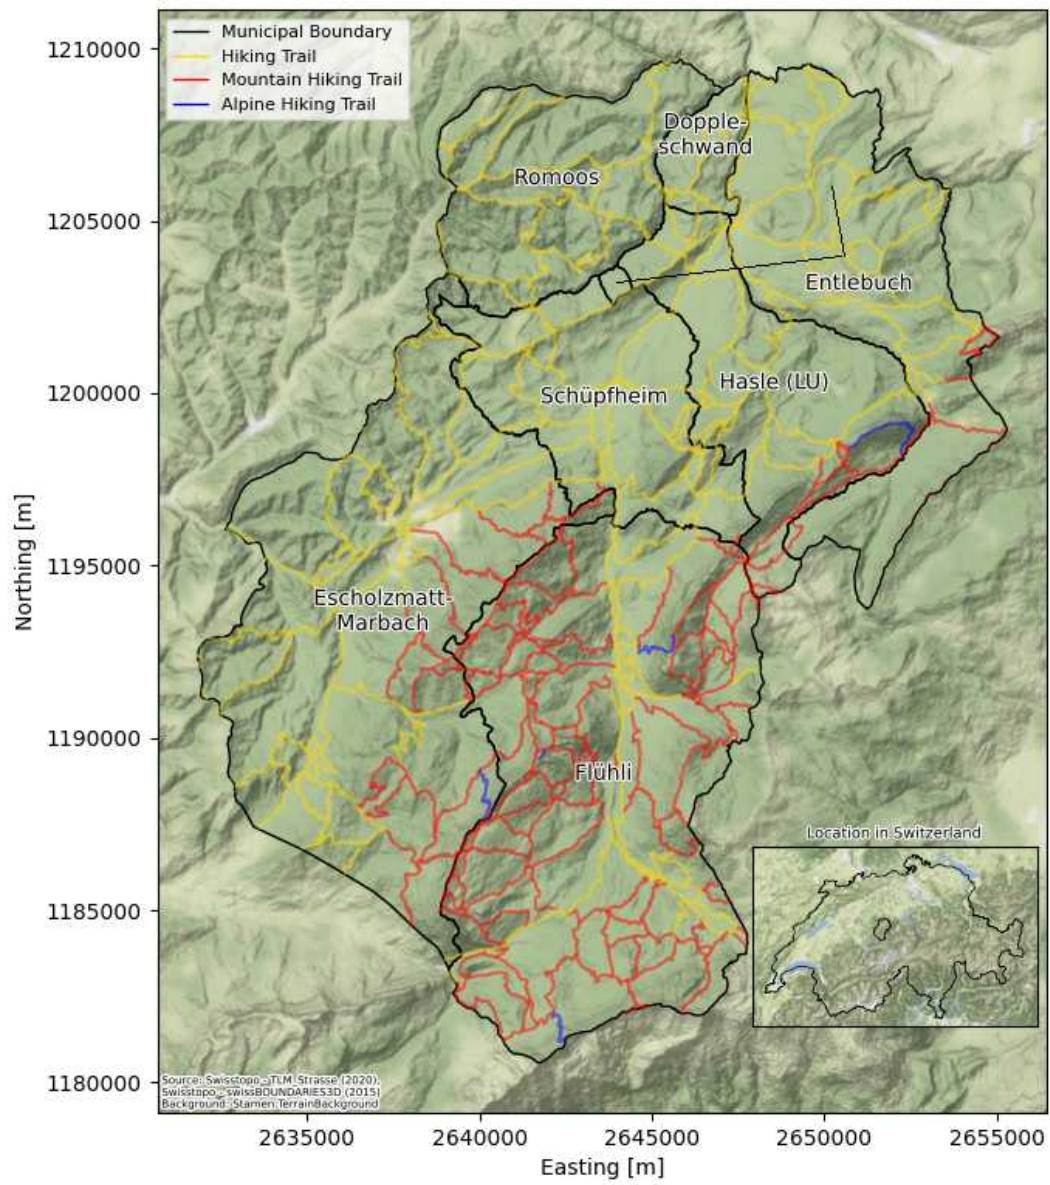 1210000
1205000
1200000
1195000
1190000
1185000
1180000
Northing [m]
Municipal Boundary
Hiking Trail
Mountain Hiking Trail
Alpine Hiking Trail
Dopple-
schwand
Romoos
Entlebuch
Hasle (LU)
Schüpfheim
Escholzmatt-
Marbach
Flühli
Location in Switzerland
Source: Swisstopo - TLM_Strasse (2020),
Swisstopo - swissBOUNDARIES3D (2015)
Background: Stamen.TerrainBackground
2635000
2640000
2645000
2650000
2655000
Easting [m]